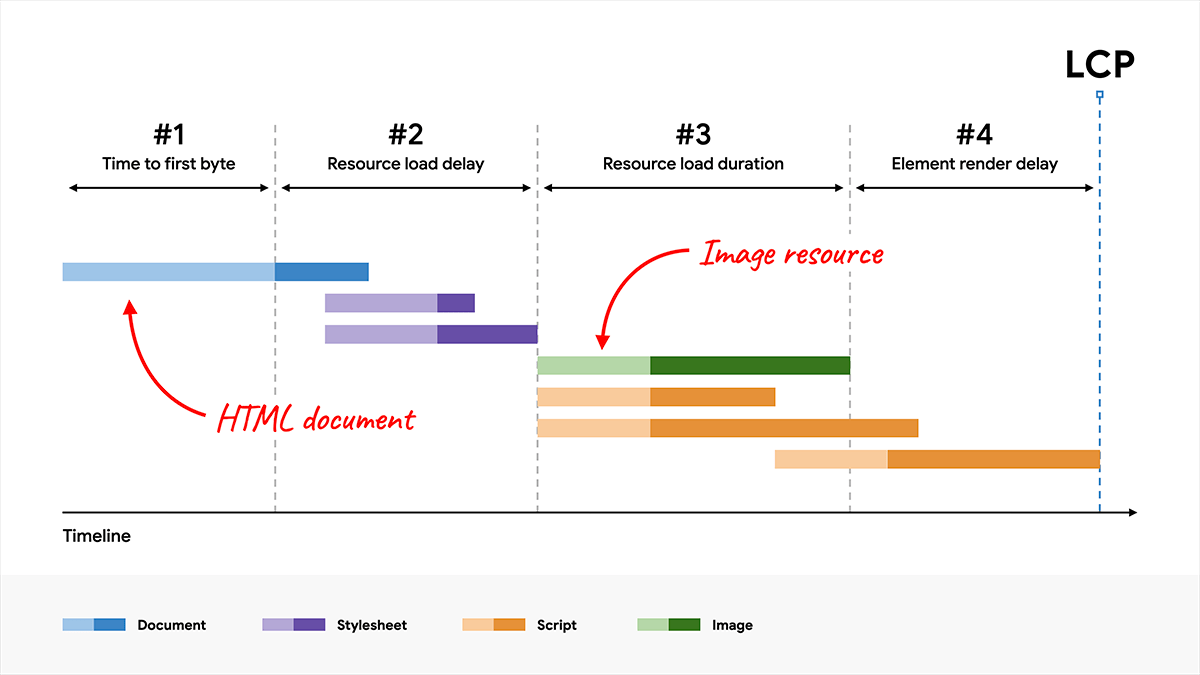 LCP
#1
Time to first byte
#2
Resource load delay
#3
Resource load duration
#4
Element render delay
Image resource
HTML document
Timeline
Document
Stylesheet
Script
Image